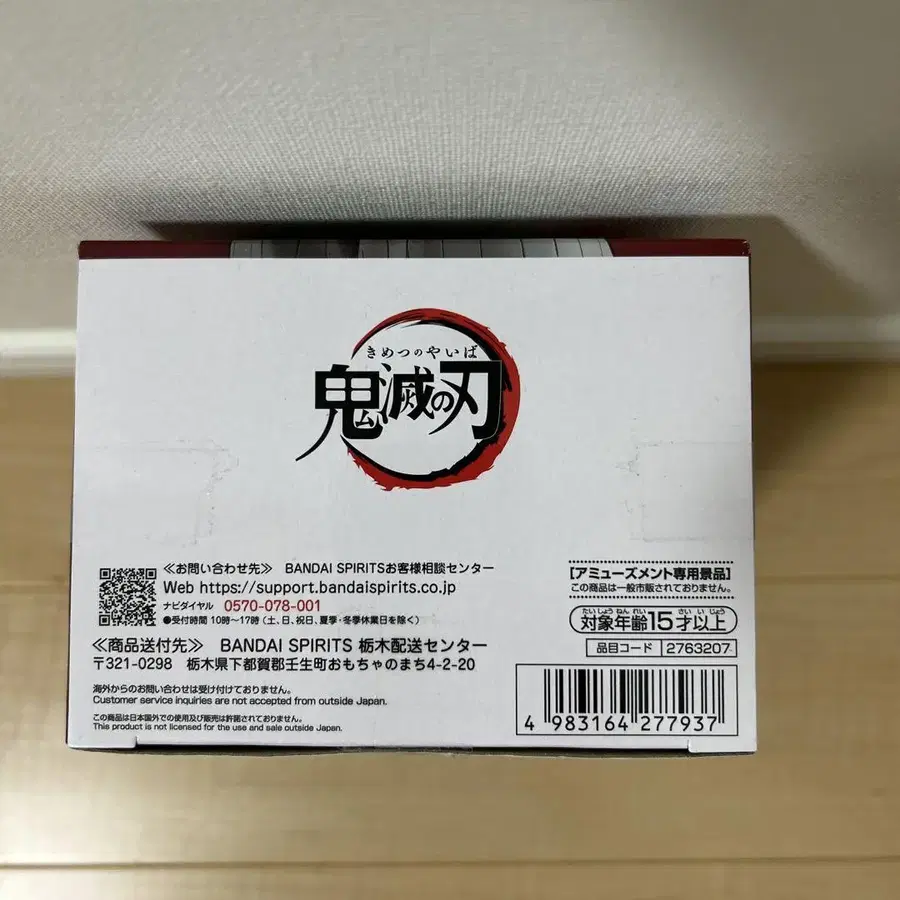 きめつのやいば
鬼滅の刃
≪お問い合わせ先≫ BANDAI SPIRITSお客様相談センター
Web https://support.bandaispirits.co.jp
ナビダイヤル 0570-078-001
●受付時間 10時~17時(土、日、祝日、夏季・冬季休業日を除く)
≪商品送付先≫ BANDAI SPIRITS 栃木配送センター
〒321-0298 栃木県下都賀郡壬生町おもちゃのまち4-2-20
海外からのお問い合わせは受け付けておりません。
Customer service inquiries are not accepted from outside Japan.
この商品は日本国外での使用及び販売は許諾されておりません。
This product is not licensed for the use and sale outside Japan.
【アミューズメント専用景品】
この商品は一般市販されておりません。
たいしょうねんれい さいいじょう
対象年齢15才以上
品目コード 2763207
4 983164 277937